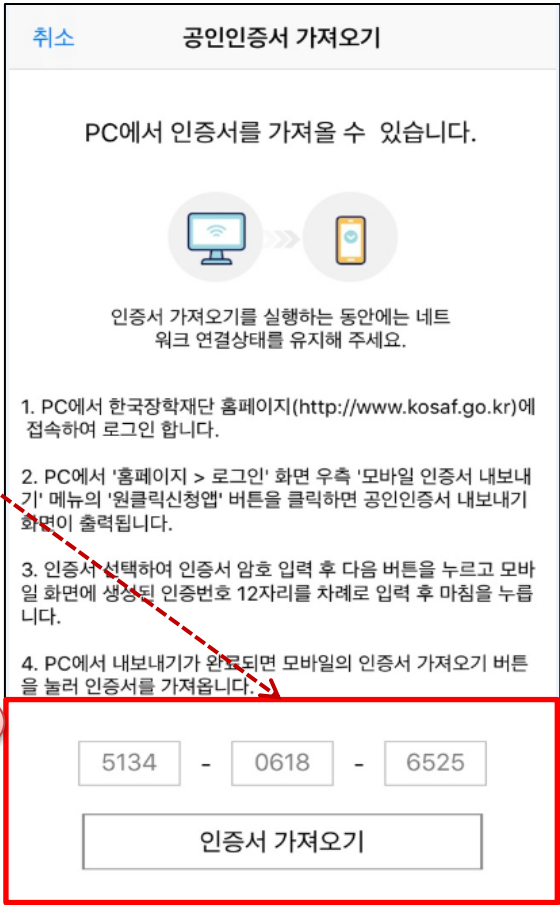 취소 공인인증서 가져오기
PC에서 인증서를 가져올 수 있습니다.
인증서 가져오기를 실행하는 동안에는 네트
워크 연결상태를 유지해 주세요.
1. PC에서 한국장학재단 홈페이지(http://www.kosaf.go.kr)에
접속하여 로그인 합니다.
2. PC에서 '홈페이지 > 로그인' 화면 우측 '모바일 인증서 내보내
기' 메뉴의 '원클릭신청앱' 버튼을 클릭하면 공인인증서 내보내기
화면이 출력됩니다.
3. 인증서 선택하여 인증서 암호 입력 후 다음 버튼을 누르고 모바
일 화면에 생성된 인증번호 12자리를 차례로 입력 후 마침을 누릅
니다.
4. PC에서 내보내기가 완료되면 모바일의 인증서 가져오기 버튼
을 눌러 인증서를 가져옵니다.
5134 - 0618 - 6525
인증서 가져오기